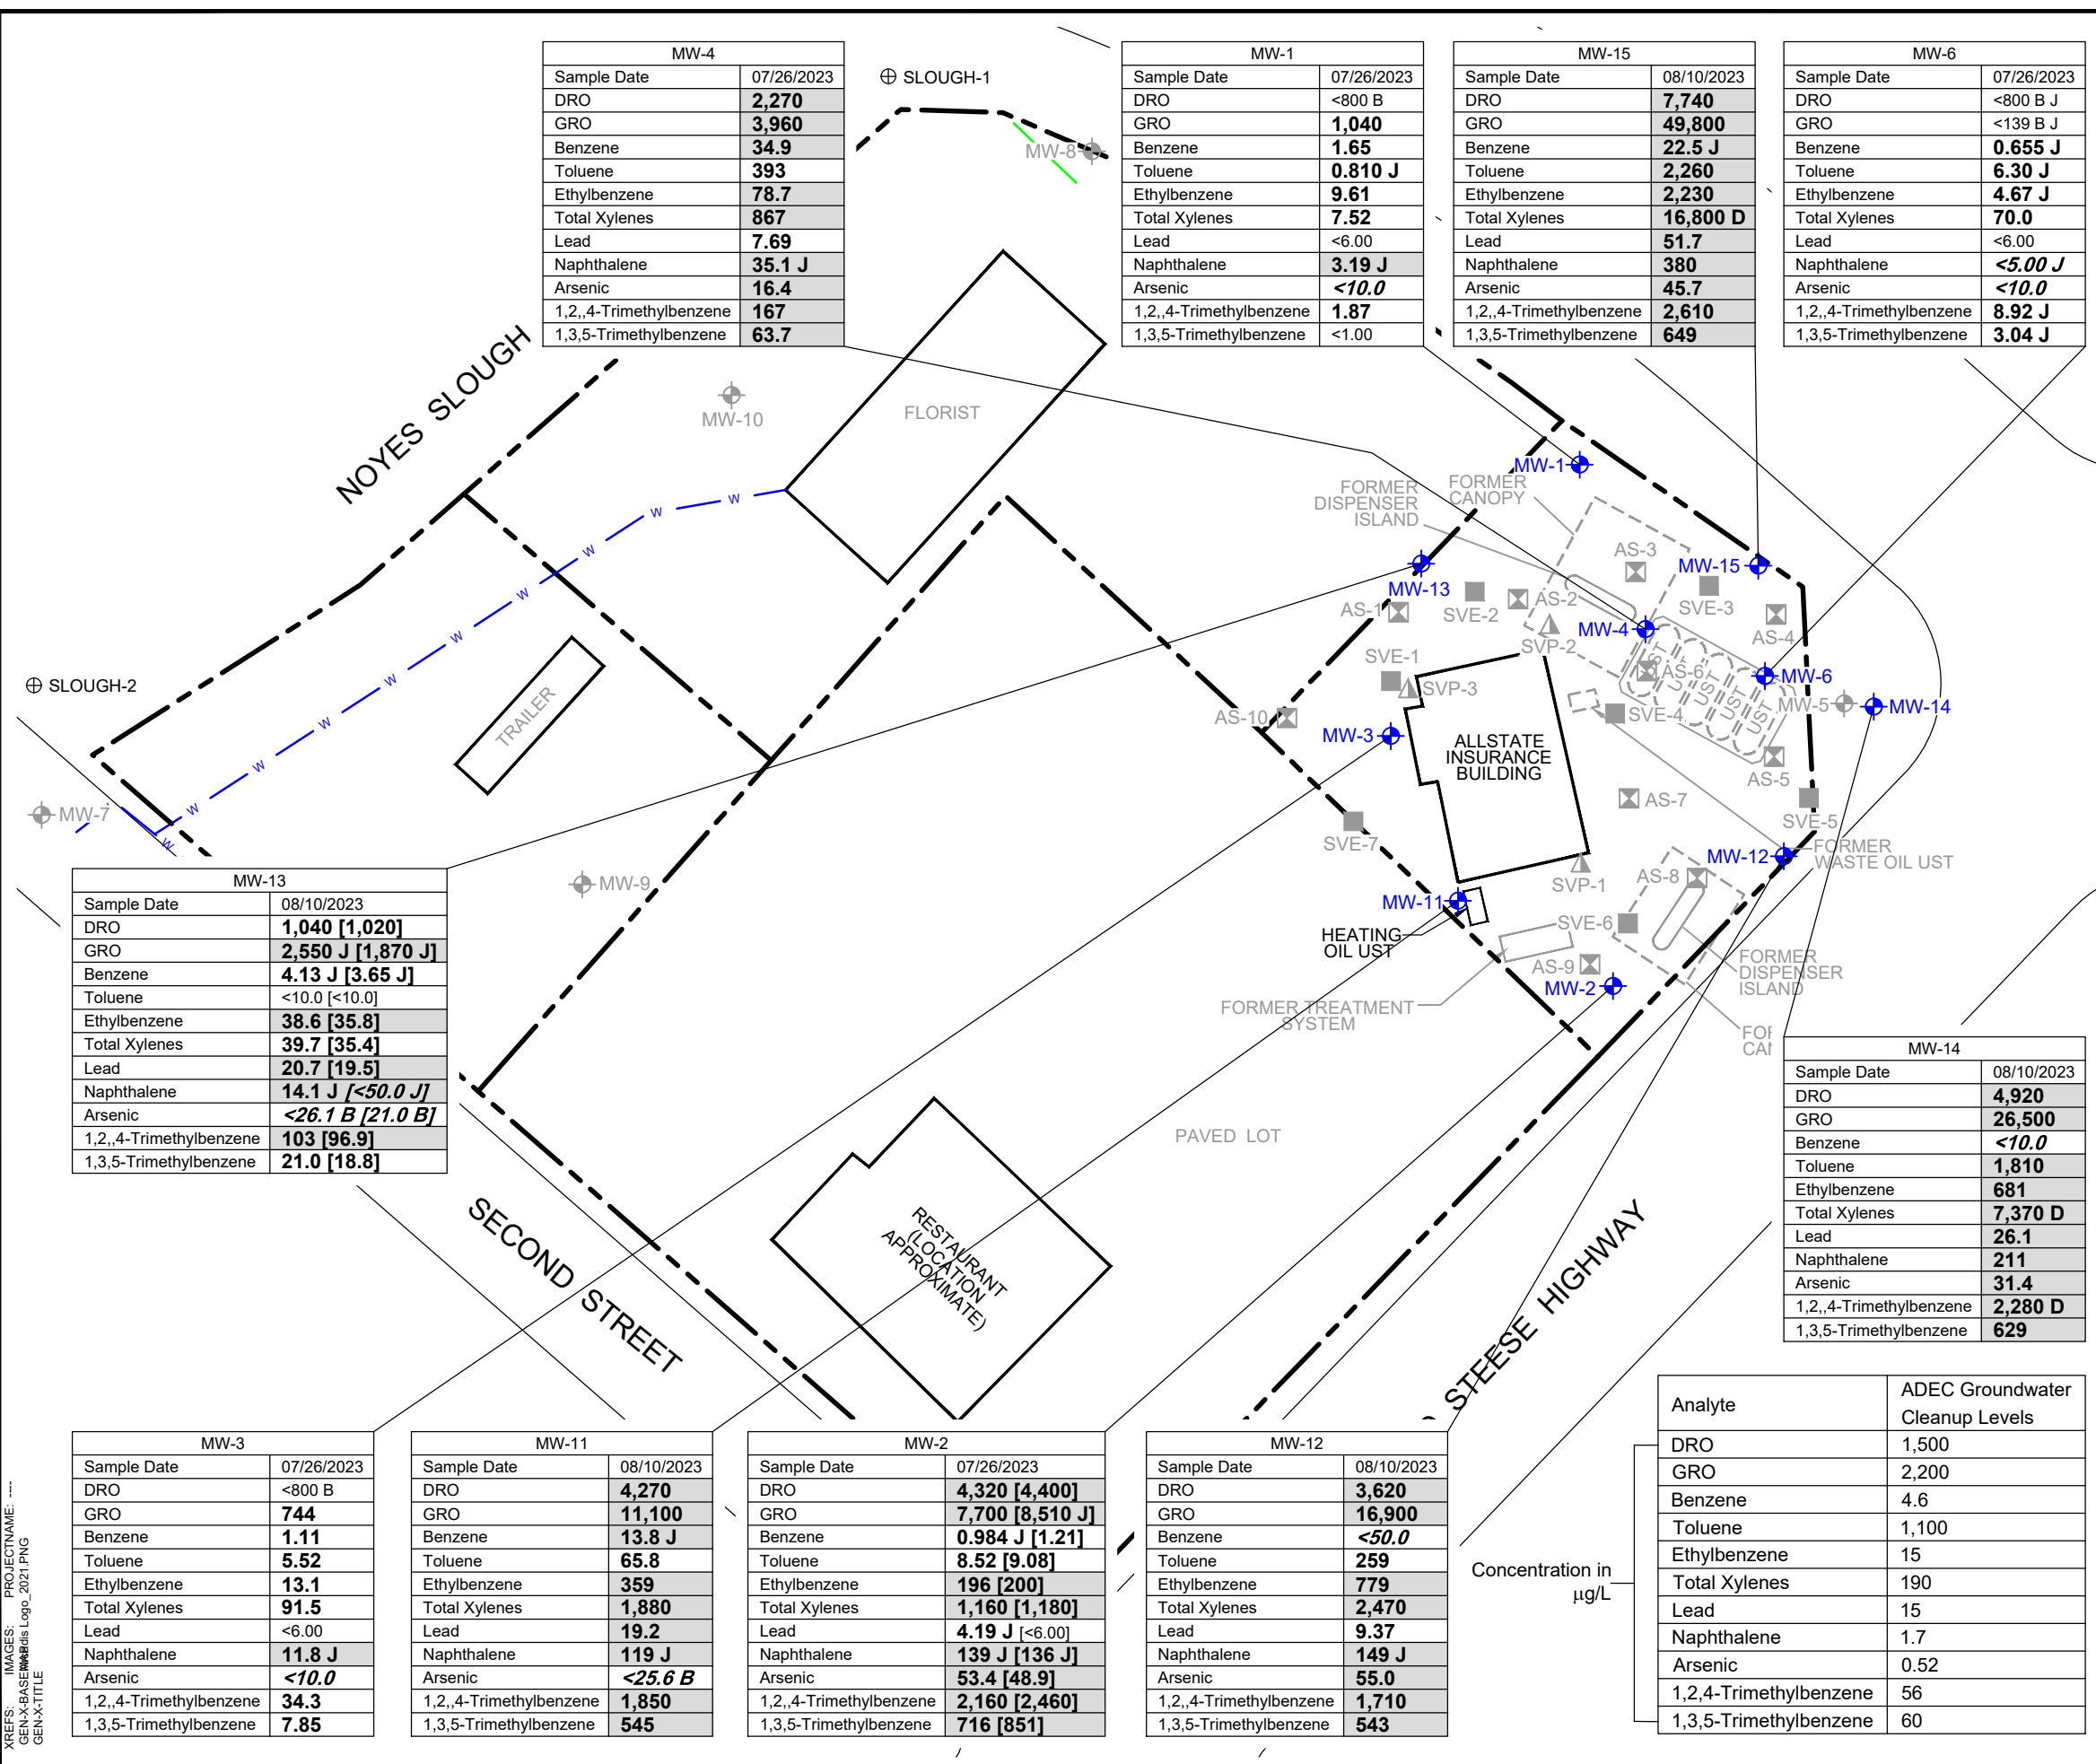 MW-4
Sample Date 07/26/2023
DRO 2,270
GRO 3,960
Benzene 34.9
Toluene 393
Ethylbenzene 78.7
Total Xylenes 867
Lead 7.69
Naphthalene 35.1 J
Arsenic 16.4
1,2,,4-Trimethylbenzene 167
1,3,5-Trimethylbenzene 63.7
SLOUGH-1
MW-8
MW-1
Sample Date 07/26/2023
DRO <800 B
GRO 1,040
Benzene 1.65
Toluene 0.810 J
Ethylbenzene 9.61
Total Xylenes 7.52
Lead <6.00
Naphthalene 3.19 J
Arsenic <10.0
1,2,,4-Trimethylbenzene 1.87
1,3,5-Trimethylbenzene <1.00
MW-15
Sample Date 08/10/2023
DRO 7,740
GRO 49,800
Benzene 22.5 J
Toluene 2,260
Ethylbenzene 2,230
Total Xylenes 16,800 D
Lead 51.7
Naphthalene 380
Arsenic 45.7
1,2,,4-Trimethylbenzene 2,610
1,3,5-Trimethylbenzene 649
MW-6
Sample Date 07/26/2023
DRO <800 B J
GRO <139 B J
Benzene 0.655 J
Toluene 6.30 J
Ethylbenzene 4.67 J
Total Xylenes 70.0
Lead <6.00
Naphthalene <5.00 J
Arsenic <10.0
1,2,,4-Trimethylbenzene 8.92 J
1,3,5-Trimethylbenzene 3.04 J
NOYES SLOUGH
MW-10
FLORIST
W
W
W
W
W
W
W
W
W
W
TRAILER
SLOUGH-2
MW-7
MW-9
MW-1
FORMER
DISPENSER
ISLAND
FORMER
CANOPY
AS-3
MW-15
MW-13
AS-1
SVE-2
AS-2
SVE-3
AS-4
SVP-2
MW-4
SVE-1
SVP-3
AS-6
UST
UST
UST
UST
UST
MW-6
MW-5
MW-14
AS-10
MW-3
SVE-4
ALLSTATE
INSURANCE
BUILDING
AS-5
AS-7
SVE-5
SVE-7
MW-12
FORMER
WASTE OIL UST
SVP-1
AS-8
MW-11
HEATING
OIL UST
SVE-6
AS-9
MW-2
FORMER
DISPENSER
ISLAND
FORMER TREATMENT
SYSTEM
PAVED LOT
MW-13
Sample Date 08/10/2023
DRO 1,040 [1,020]
GRO 2,550 J [1,870 J]
Benzene 4.13 J [3.65 J]
Toluene <10.0 [<10.0]
Ethylbenzene 38.6 [35.8]
Total Xylenes 39.7 [35.4]
Lead 20.7 [19.5]
Naphthalene 14.1 J [<50.0 J]
Arsenic <26.1 B [21.0 B]
1,2,,4-Trimethylbenzene 103 [96.9]
1,3,5-Trimethylbenzene 21.0 [18.8]
MW-14
Sample Date 08/10/2023
DRO 4,920
GRO 26,500
Benzene <10.0
Toluene 1,810
Ethylbenzene 681
Total Xylenes 7,370 D
Lead 26.1
Naphthalene 211
Arsenic 31.4
1,2,,4-Trimethylbenzene 2,280 D
1,3,5-Trimethylbenzene 629
SECOND STREET
RESTAURANT
(LOCATION
APPROXIMATE)
STEESE HIGHWAY
MW-3
Sample Date 07/26/2023
DRO <800 B
GRO 744
Benzene 1.11
Toluene 5.52
Ethylbenzene 13.1
Total Xylenes 91.5
Lead <6.00
Naphthalene 11.8 J
Arsenic <10.0
1,2,,4-Trimethylbenzene 34.3
1,3,5-Trimethylbenzene 7.85
MW-11
Sample Date 08/10/2023
DRO 4,270
GRO 11,100
Benzene 13.8 J
Toluene 65.8
Ethylbenzene 359
Total Xylenes 1,880
Lead 19.2
Naphthalene 119 J
Arsenic <25.6 B
1,2,,4-Trimethylbenzene 1,850
1,3,5-Trimethylbenzene 545
MW-2
Sample Date 07/26/2023
DRO 4,320 [4,400]
GRO 7,700 [8,510 J]
Benzene 0.984 J [1.21]
Toluene 8.52 [9.08]
Ethylbenzene 196 [200]
Total Xylenes 1,160 [1,180]
Lead 4.19 J [<6.00]
Naphthalene 139 J [136 J]
Arsenic 53.4 [48.9]
1,2,,4-Trimethylbenzene 2,160 [2,460]
1,3,5-Trimethylbenzene 716 [851]
MW-12
Sample Date 08/10/2023
DRO 3,620
GRO 16,900
Benzene <50.0
Toluene 259
Ethylbenzene 779
Total Xylenes 2,470
Lead 9.37
Naphthalene 149 J
Arsenic 55.0
1,2,,4-Trimethylbenzene 1,710
1,3,5-Trimethylbenzene 543
Concentration in
µg/L
Analyte ADEC Groundwater
Cleanup Levels
DRO 1,500
GRO 2,200
Benzene 4.6
Toluene 1,100
Ethylbenzene 15
Total Xylenes 190
Lead 15
Naphthalene 1.7
Arsenic 0.52
1,2,4-Trimethylbenzene 56
1,3,5-Trimethylbenzene 60
XREFS: IMAGES: PROJECTNAME: ----
Logo_2021.PNG
GEN-X-TITLE